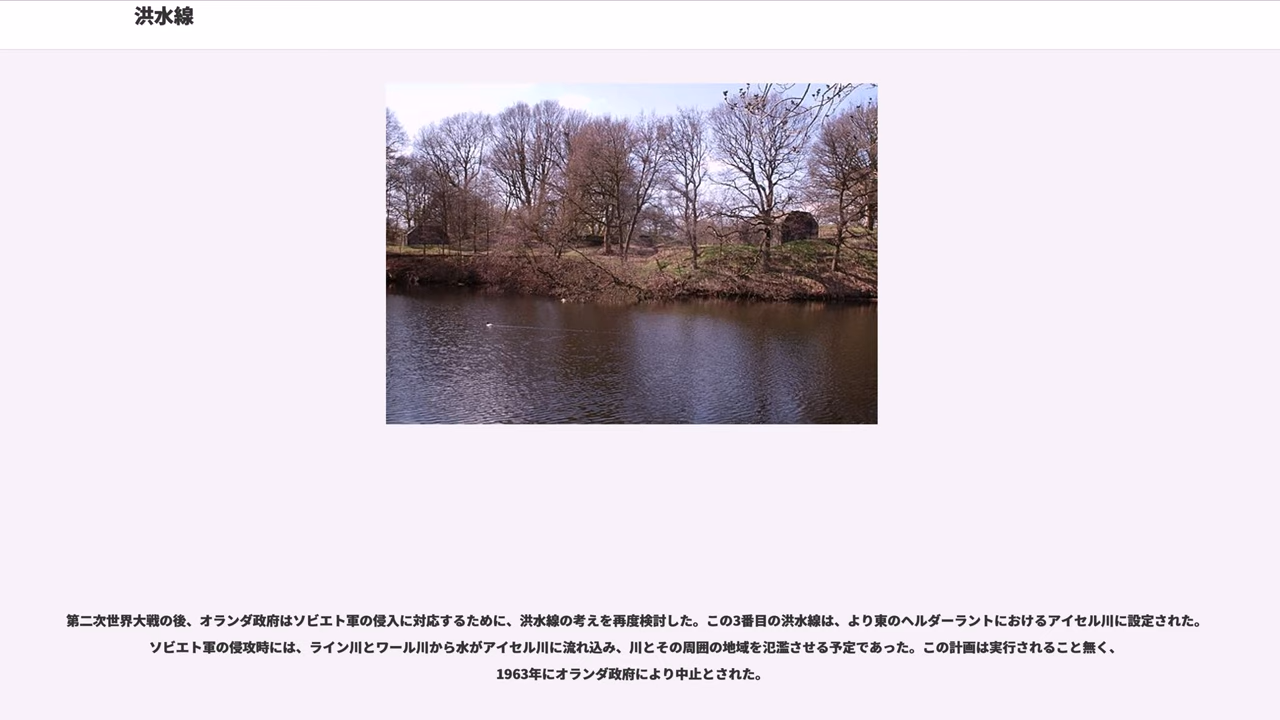 洪水線
第二次世界大戦の後、オランダ政府はソビエト軍の侵入に対応するために、洪水線の考えを再度検討した。この3番目の洪水線は、より東のヘルダーラントにおけるアイセル川に設定された。
ソビエト軍の侵攻時には、ライン川とワール川から水がアイセル川に流れ込み、川とその周囲の地域を氾濫させる予定であった。この計画は実行されること無く、
1963年にオランダ政府により中止とされた。